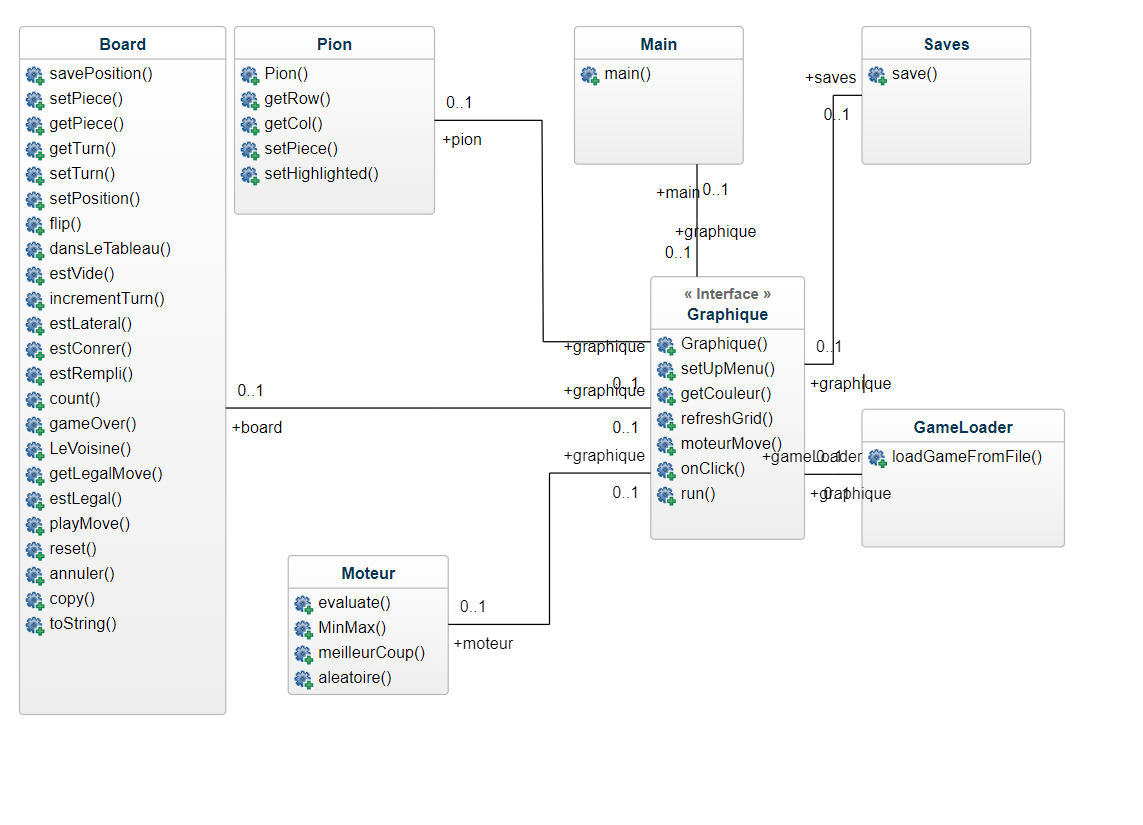 Board
savePosition()
setPiece()
getPiece()
getTurn()
setTurn()
setPosition()
flip()
dansLeTableau()
estVide()
incrementTurn()
estLateral()
estConrer()
estRempli()
count()
gameOver()
LeVoisine()
getLegalMove()
estLegal()
playMove()
reset()
annuler()
copy()
toString()
Pion
Pion()
getRow()
getCol()
setPiece()
setHighlighted()
0..1
+pion
Main
main()
+main
0..1
+graphique
0..1
Saves
save()
+saves
0..1
« Interface »
Graphique
Graphique()
setUpMenu()
getCouleur()
refreshGrid()
moteurMove()
onClick()
run()
+graphique
0..1
+graphique
0..1
+graphique
0..1
0..1
+board
0..1
+graphique
+gameLoader
0..1
+graphique
0..1
GameLoader
loadGameFromFile()
Moteur
evaluate()
MinMax()
meilleurCoup()
aleatoire()
0..1
+moteur